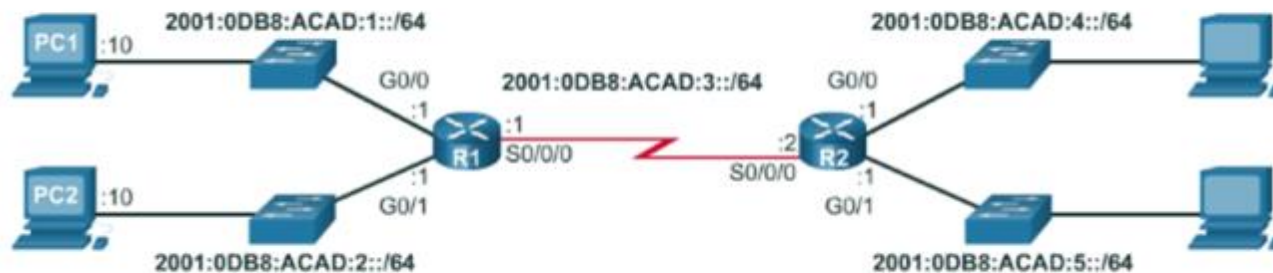 2001:0DB8:ACAD:1::/64
PC1 :10
G0/0
:1
2001:0DB8:ACAD:3::/64
2001:0DB8:ACAD:4::/64
G0/0
:1
R1
:1
S0/0/0
:2
S0/0/0
R2
PC2 :10
:1
G0/1
2001:0DB8:ACAD:2::/64
:1
G0/1
2001:0DB8:ACAD:5::/64